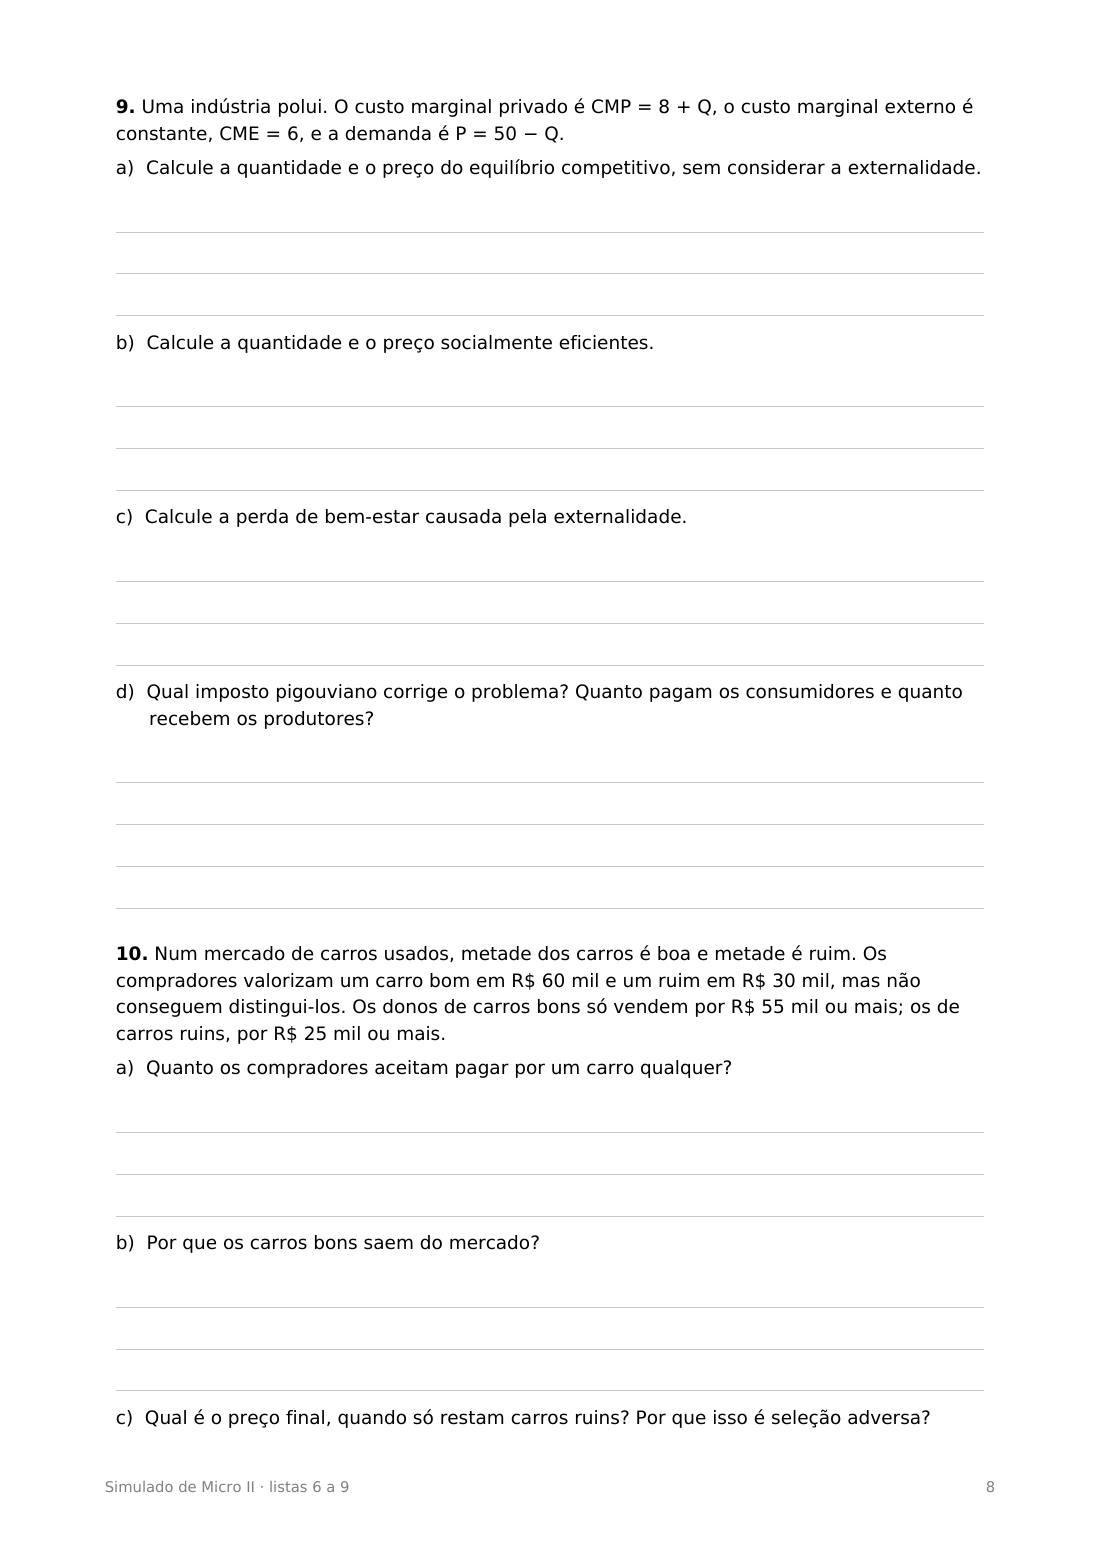 9. Uma indústria polui. O custo marginal privado é CMP = 8 + Q, o custo marginal externo é
constante, CME = 6, e a demanda é P = 50 − Q.
a) Calcule a quantidade e o preço do equilíbrio competitivo, sem considerar a externalidade.
b) Calcule a quantidade e o preço socialmente eficientes.
c) Calcule a perda de bem-estar causada pela externalidade.
d) Qual imposto pigouviano corrige o problema? Quanto pagam os consumidores e quanto
recebem os produtores?
10. Num mercado de carros usados, metade dos carros é boa e metade é ruim. Os
compradores valorizam um carro bom em R$ 60 mil e um ruim em R$ 30 mil, mas não
conseguem distingui-los. Os donos de carros bons só vendem por R$ 55 mil ou mais; os de
carros ruins, por R$ 25 mil ou mais.
a) Quanto os compradores aceitam pagar por um carro qualquer?
b) Por que os carros bons saem do mercado?
c) Qual é o preço final, quando só restam carros ruins? Por que isso é seleção adversa?
Simulado de Micro II · listas 6 a 9
8